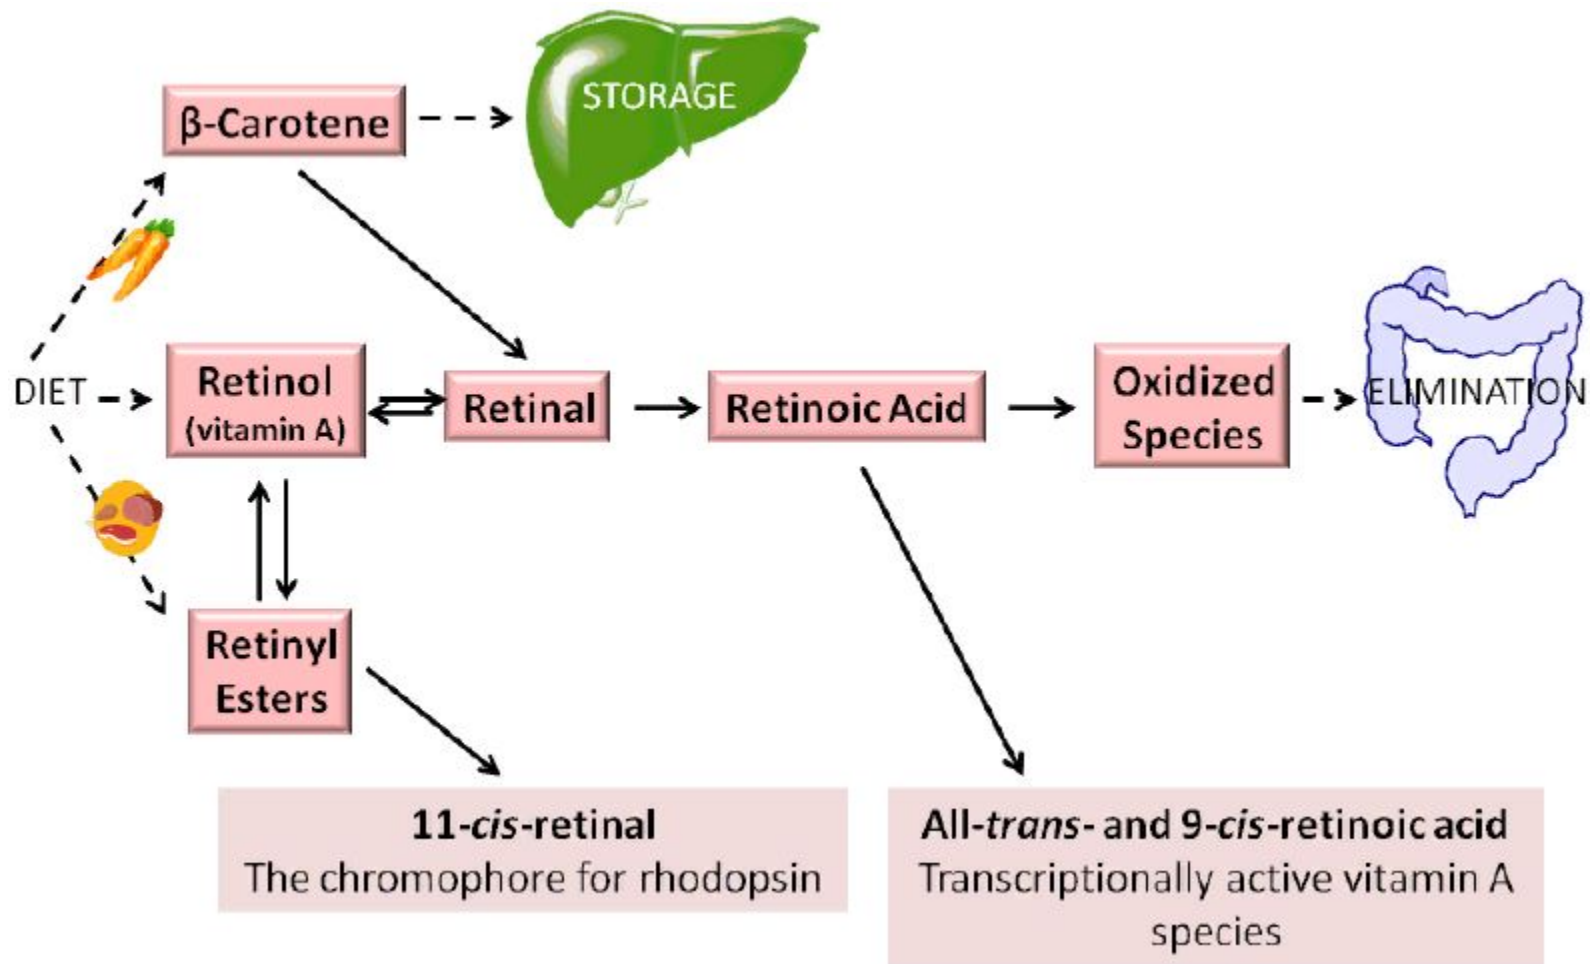 β-Carotene
STORAGE
DIET
Retinol
(vitamin A)
Retinal
Retinoic Acid
Oxidized
Species
ELIMINATION
Retinyl
Esters
11-cis-retinal
The chromophore for rhodopsin
All-trans- and 9-cis-retinoic acid
Transcriptionally active vitamin A
species